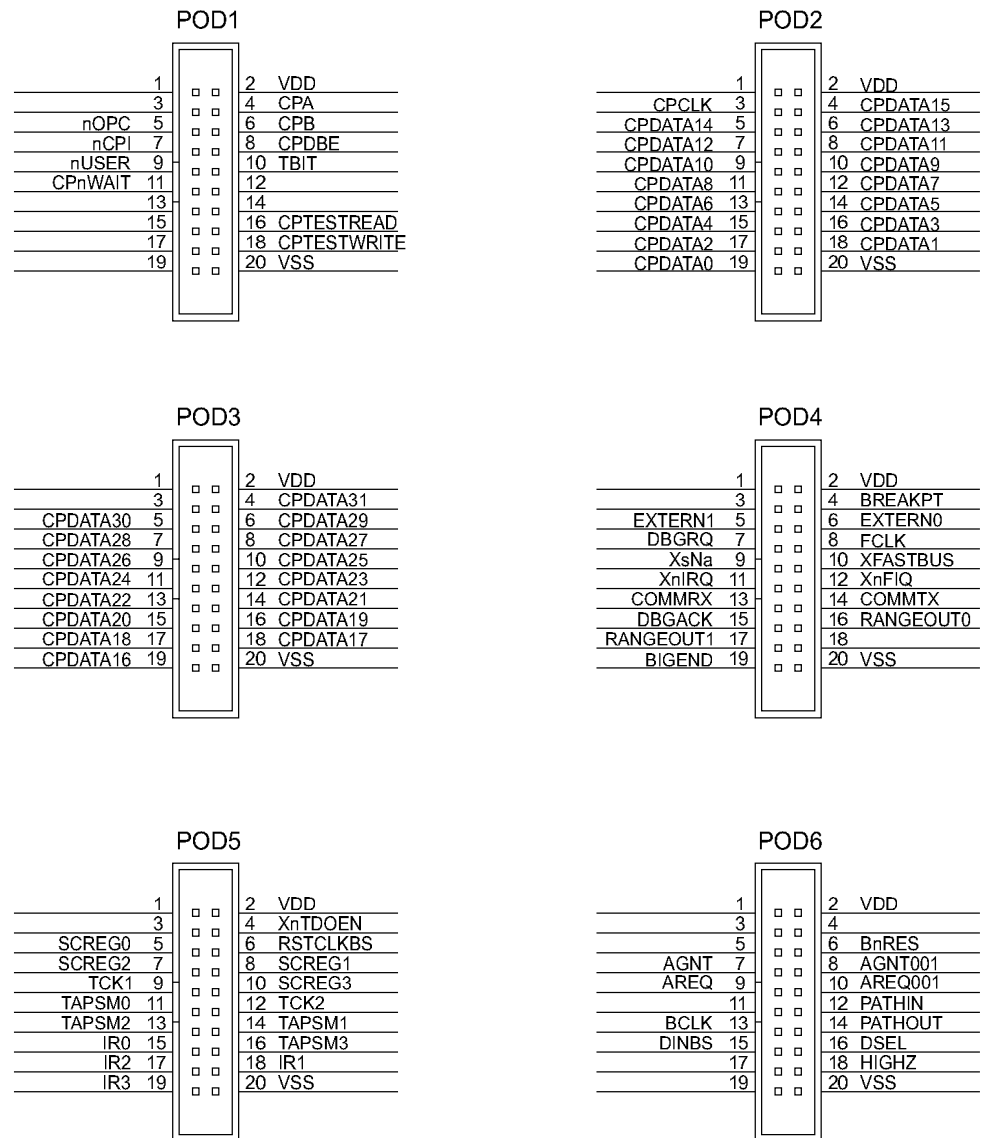 POD1
1 2 VDD
3 4 CPA
nOPC 5 6 CPB
nCPI 7 8 CPDBE
nUSER 9 10 TBIT
CPnWAIT 11 12
13 14
15 16 CPTESTREAD
17 18 CPTESTWRITE
19 20 VSS
POD2
1 2 VDD
CPCLK 3 4 CPDATA15
CPDATA14 5 6 CPDATA13
CPDATA12 7 8 CPDATA11
CPDATA10 9 10 CPDATA9
CPDATA8 11 12 CPDATA7
CPDATA6 13 14 CPDATA5
CPDATA4 15 16 CPDATA3
CPDATA2 17 18 CPDATA1
CPDATA0 19 20 VSS
POD3
1 2 VDD
3 4 CPDATA31
CPDATA30 5 6 CPDATA29
CPDATA28 7 8 CPDATA27
CPDATA26 9 10 CPDATA25
CPDATA24 11 12 CPDATA23
CPDATA22 13 14 CPDATA21
CPDATA20 15 16 CPDATA19
CPDATA18 17 18 CPDATA17
CPDATA16 19 20 VSS
POD4
1 2 VDD
3 4 BREAKPT
EXTERN1 5 6 EXTERN0
DBGRQ 7 8 FCLK
XsNa 9 10 XFASTBUS
XnIRQ 11 12 XnFIQ
COMMRX 13 14 COMMTX
DBGACK 15 16 RANGEOUT0
RANGEOUT1 17 18
BIGEND 19 20 VSS
POD5
1 2 VDD
3 4 XnTDOEN
SCREG0 5 6 RSTCLKBS
SCREG2 7 8 SCREG1
TCK1 9 10 SCREG3
TAPSM0 11 12 TCK2
TAPSM2 13 14 TAPSM1
IR0 15 16 TAPSM3
IR2 17 18 IR1
IR3 19 20 VSS
POD6
1 2 VDD
3 4
5 6 BnRES
AGNT 7 8 AGNT001
AREQ 9 10 AREQ001
11 12 PATHIN
BCLK 13 14 PATHOUT
DINBS 15 16 DSEL
17 18 HIGHZ
19 20 VSS